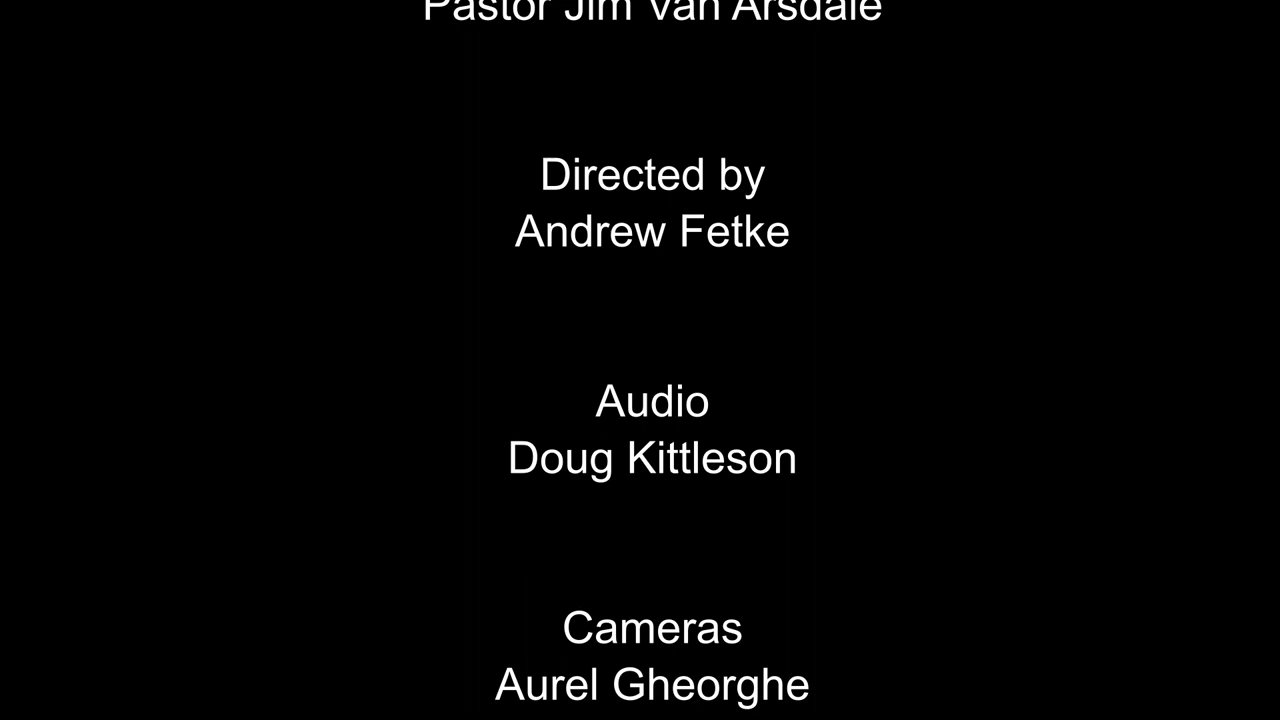 Pastor Jim Van Arsdale
Directed by
Andrew Fetke
Audio
Doug Kittleson
Cameras
Aurel Gheorghe